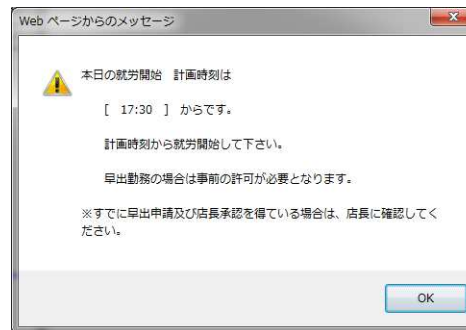 Web ページからのメッセージ
本日の就労開始　計画時刻は
[　17:30　]　からです。
計画時刻から就労開始して下さい。
早出勤務の場合は事前の許可が必要となります。
※すでに早出申請及び店長承認を得ている場合は、店長に確認してく
ださい。
OK